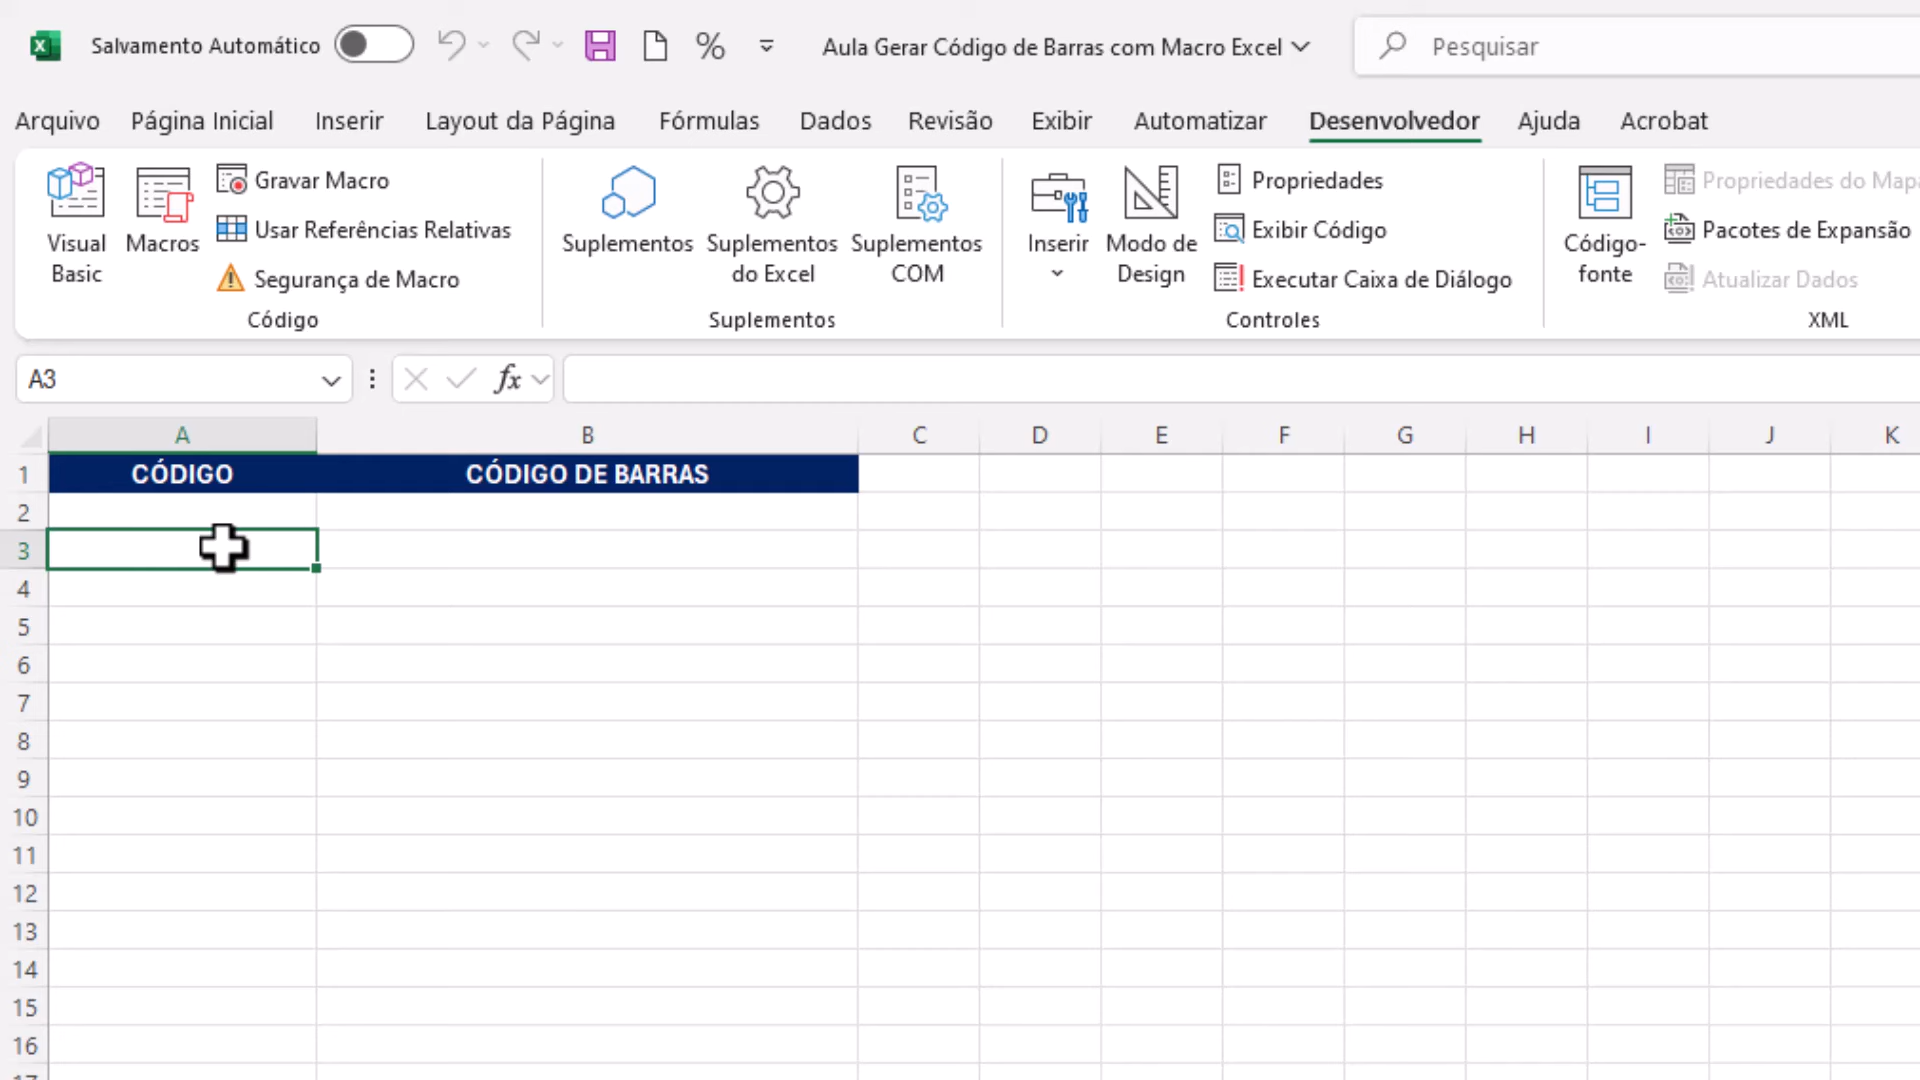 Salvamento Automático
Aula Gerar Código de Barras com Macro Excel
Pesquisar
Arquivo Página Inicial Inserir Layout da Página Fórmulas Dados Revisão Exibir Automatizar Desenvolvedor Ajuda Acrobat
Visual Basic
Macros
Gravar Macro
Usar Referências Relativas
Segurança de Macro
Código
Suplementos
Suplementos do Excel
Suplementos COM
Suplementos
Inserir
Modo de Design
Propriedades
Exibir Código
Executar Caixa de Diálogo
Controles
Código-fonte
Propriedades do Mapa
Pacotes de Expansão
Atualizar Dados
XML
A3
fx
A B C D E F G H I J K
1 CÓDIGO CÓDIGO DE BARRAS
2
3
4
5
6
7
8
9
10
11
12
13
14
15
16
17